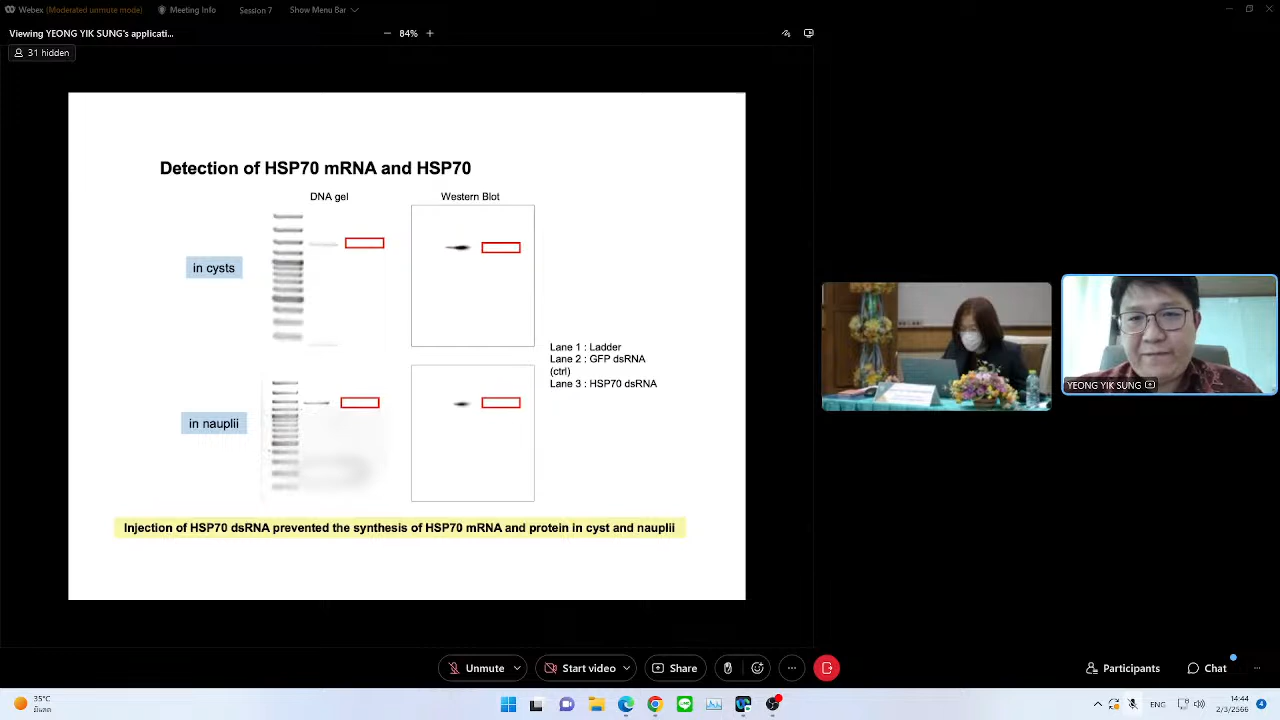 Webex (Moderated unmute mode) Meeting Info Session 7 Show Menu Bar
Viewing YEONG YIK SUNG's applicati... 84%
31 hidden
Detection of HSP70 mRNA and HSP70
DNA gel Western Blot
in cysts
Lane 1 : Ladder
Lane 2 : GFP dsRNA
(ctrl)
Lane 3 : HSP70 dsRNA
in nauplii
Injection of HSP70 dsRNA prevented the synthesis of HSP70 mRNA and protein in cyst and nauplii
YEONG YIK SUNG
Unmute Start video Share Participants Chat
35°C ENG 14:44
2/3/2566